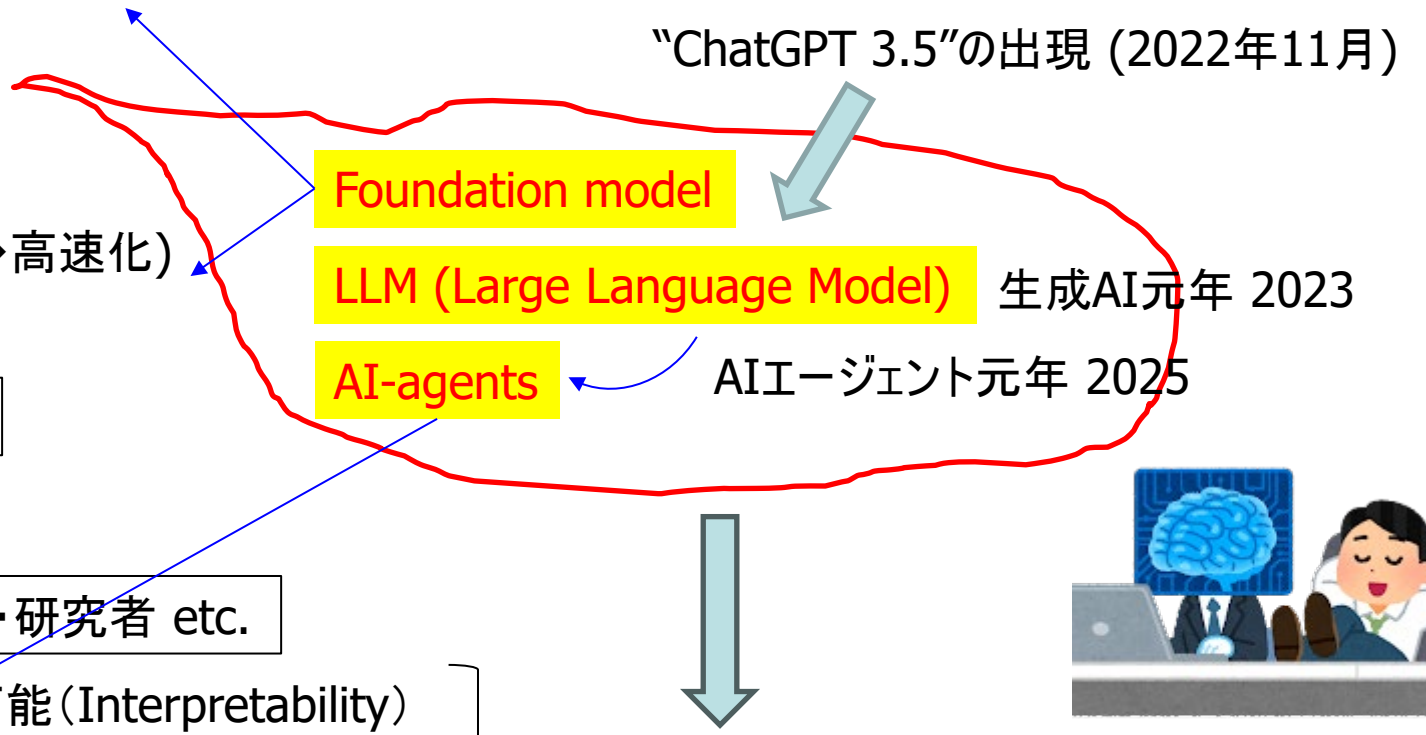 “ChatGPT 3.5”の出現 (2022年11月)
Foundation model
高速化)
LLM (Large Language Model)
生成AI元年 2023
AI-agents
AIエージェント元年 2025
・研究者 etc.
能（Interpretability）